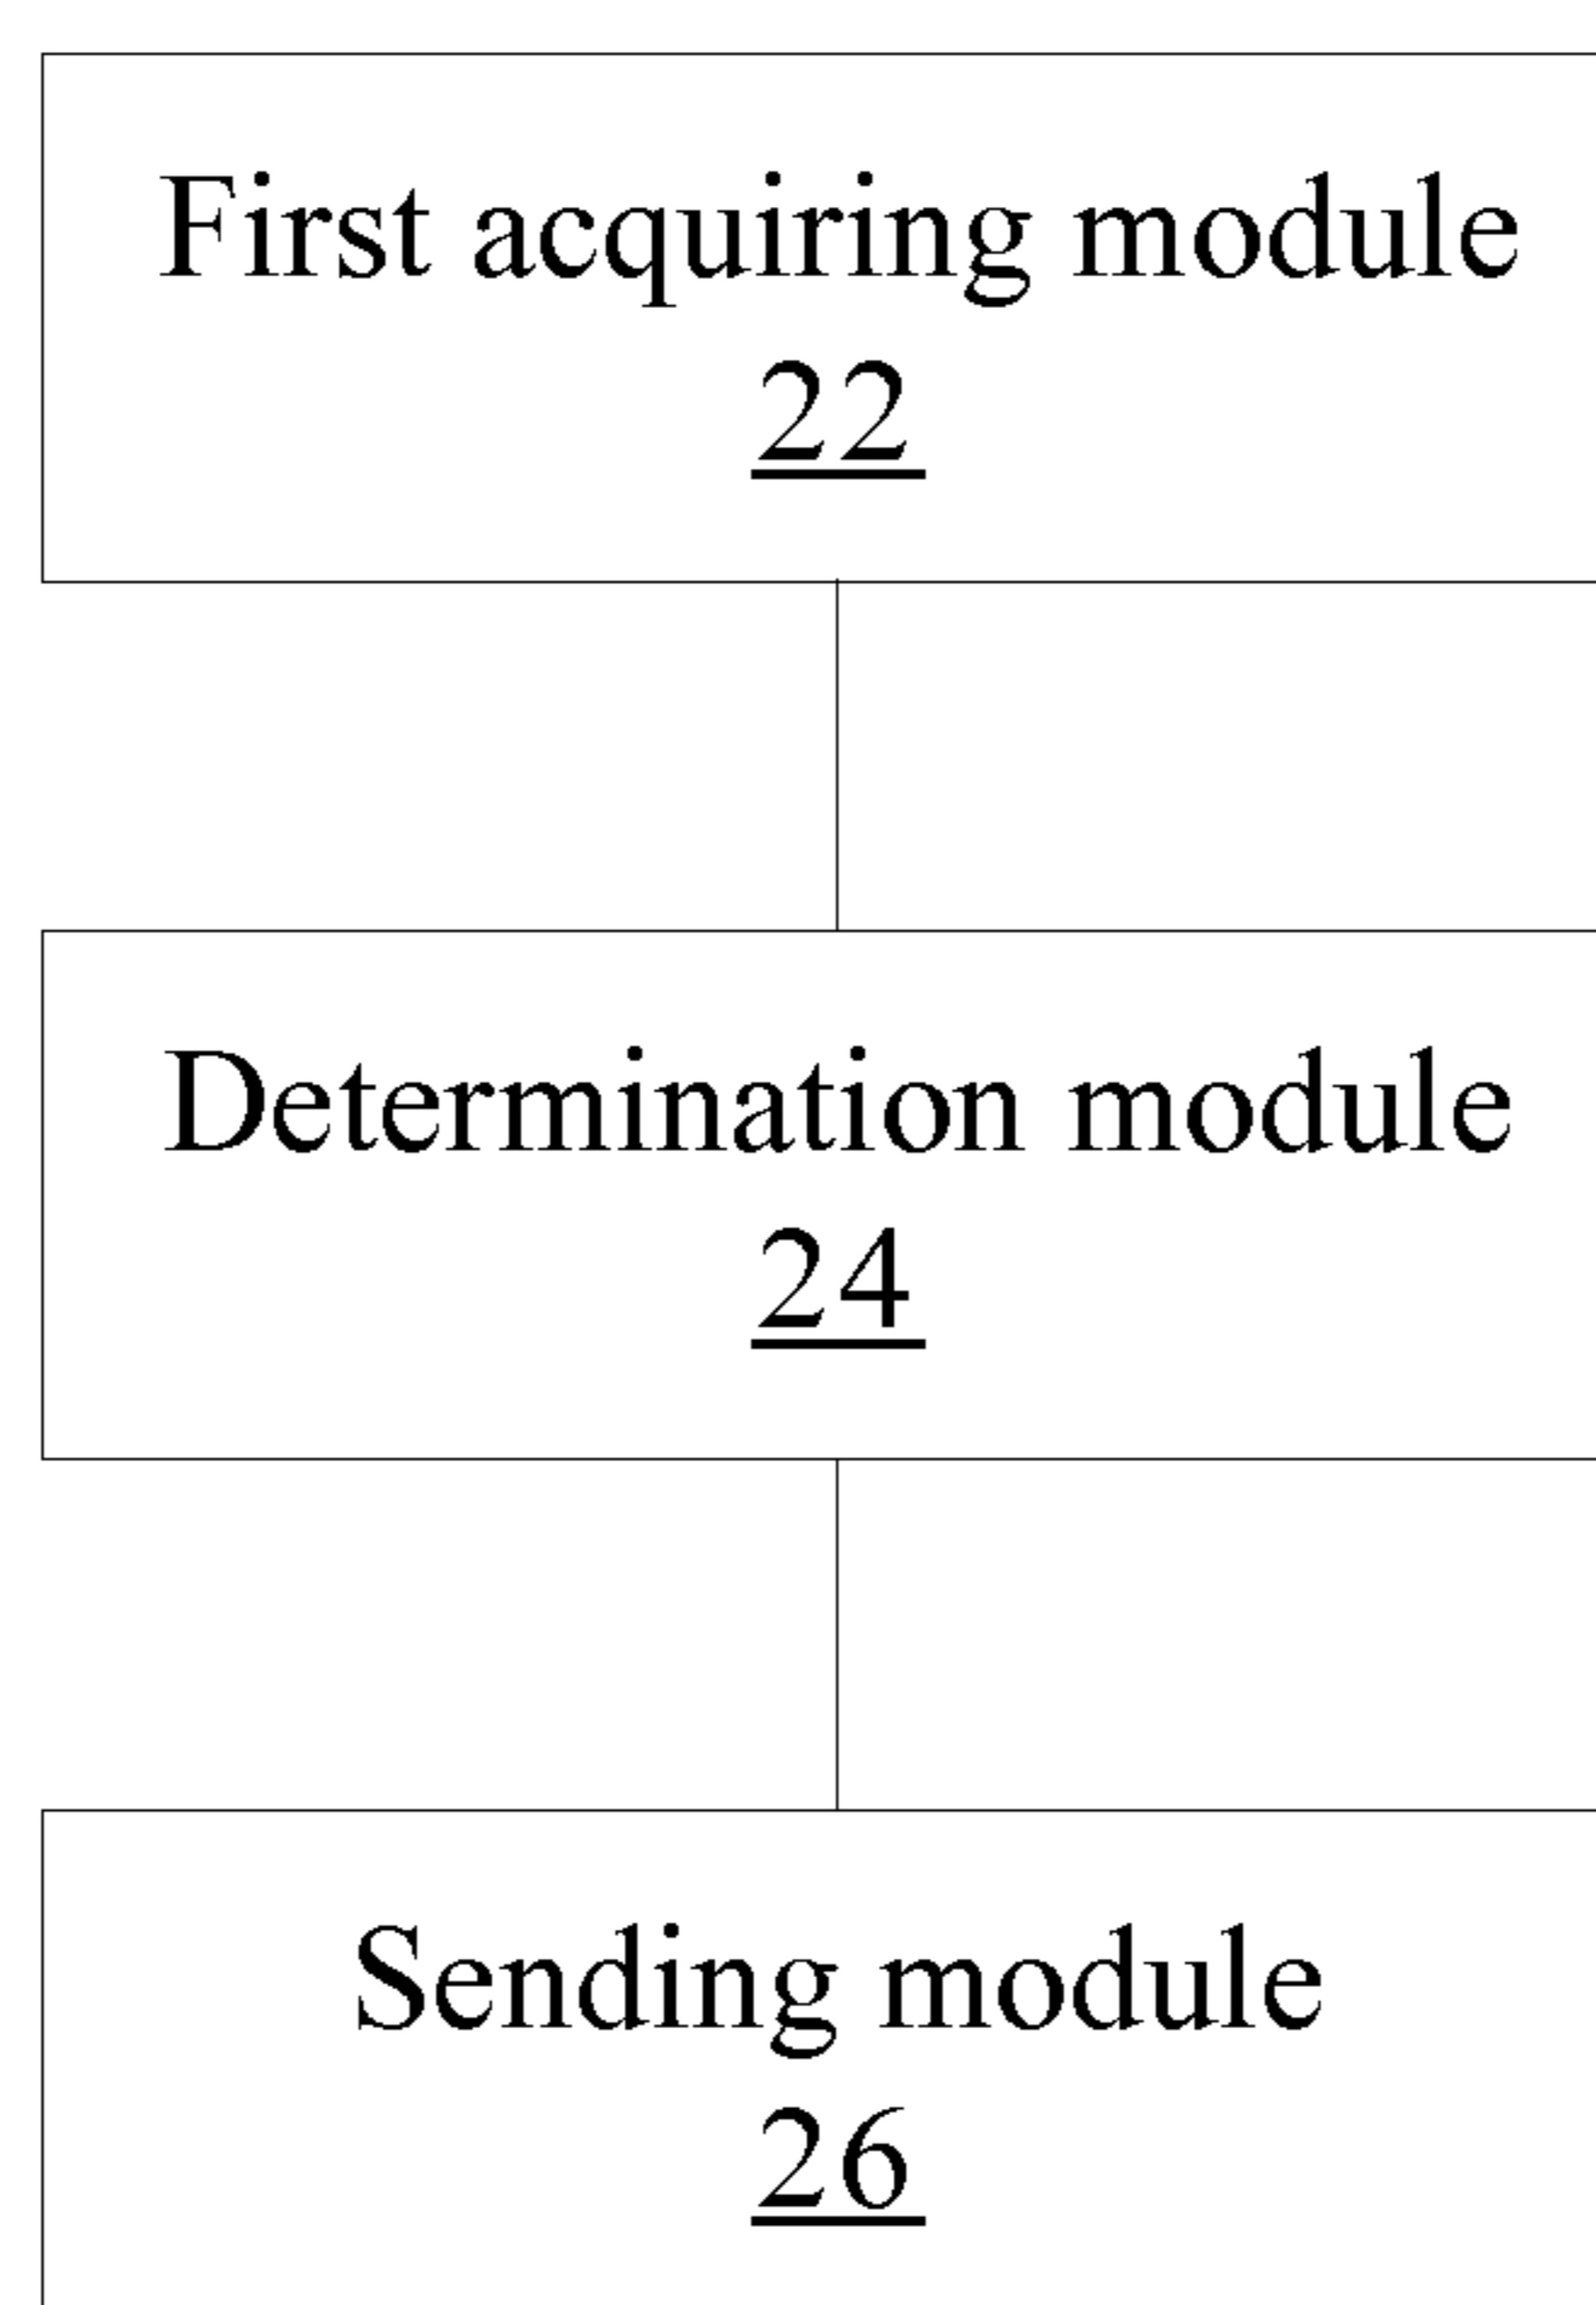 First acquiring module
22
Determination module
24
Sending module
26